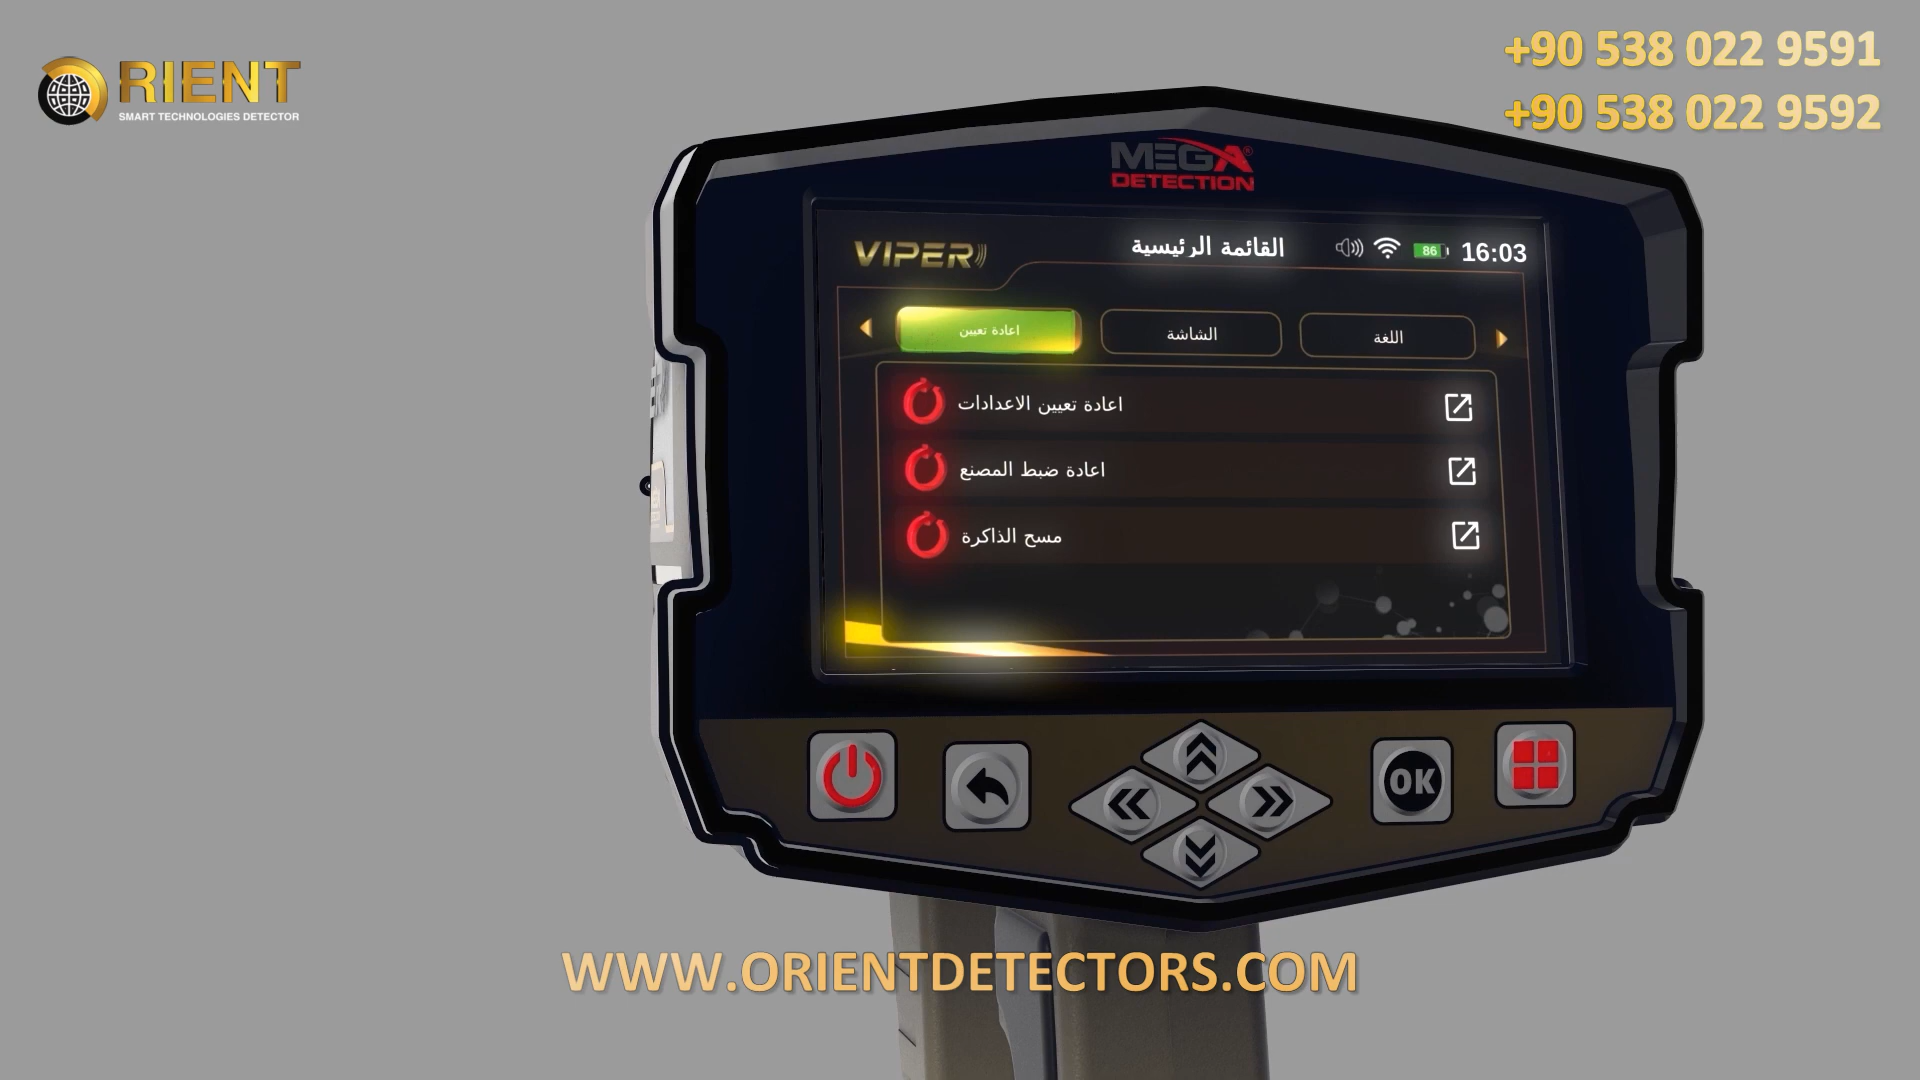 RIENT
SMART TECHNOLOGIES DETECTOR
+90 538 022 9591
+90 538 022 9592
MEGA®
DETECTION
VIPER
القائمة الرئيسية
86
16:03
اعادة تعيين
الشاشة
اللغة
اعادة تعيين الاعدادات
اعادة ضبط المصنع
مسح الذاكرة
OK
WWW.ORIENTDETECTORS.COM